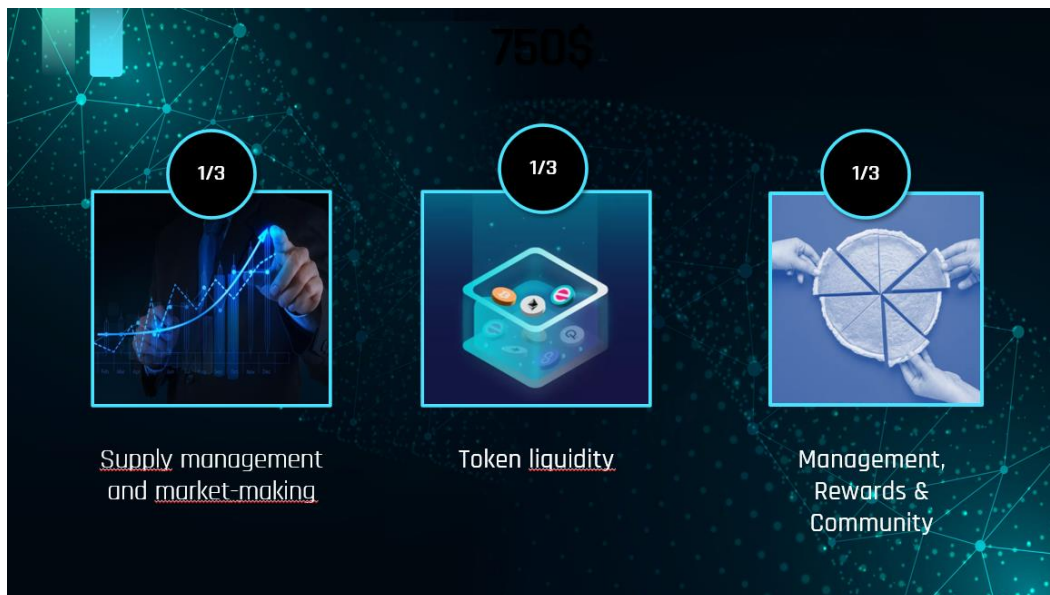 750$
1/3
1/3
1/3
Supply management
and market-making
Token liquidity
Management,
Rewards &
Community